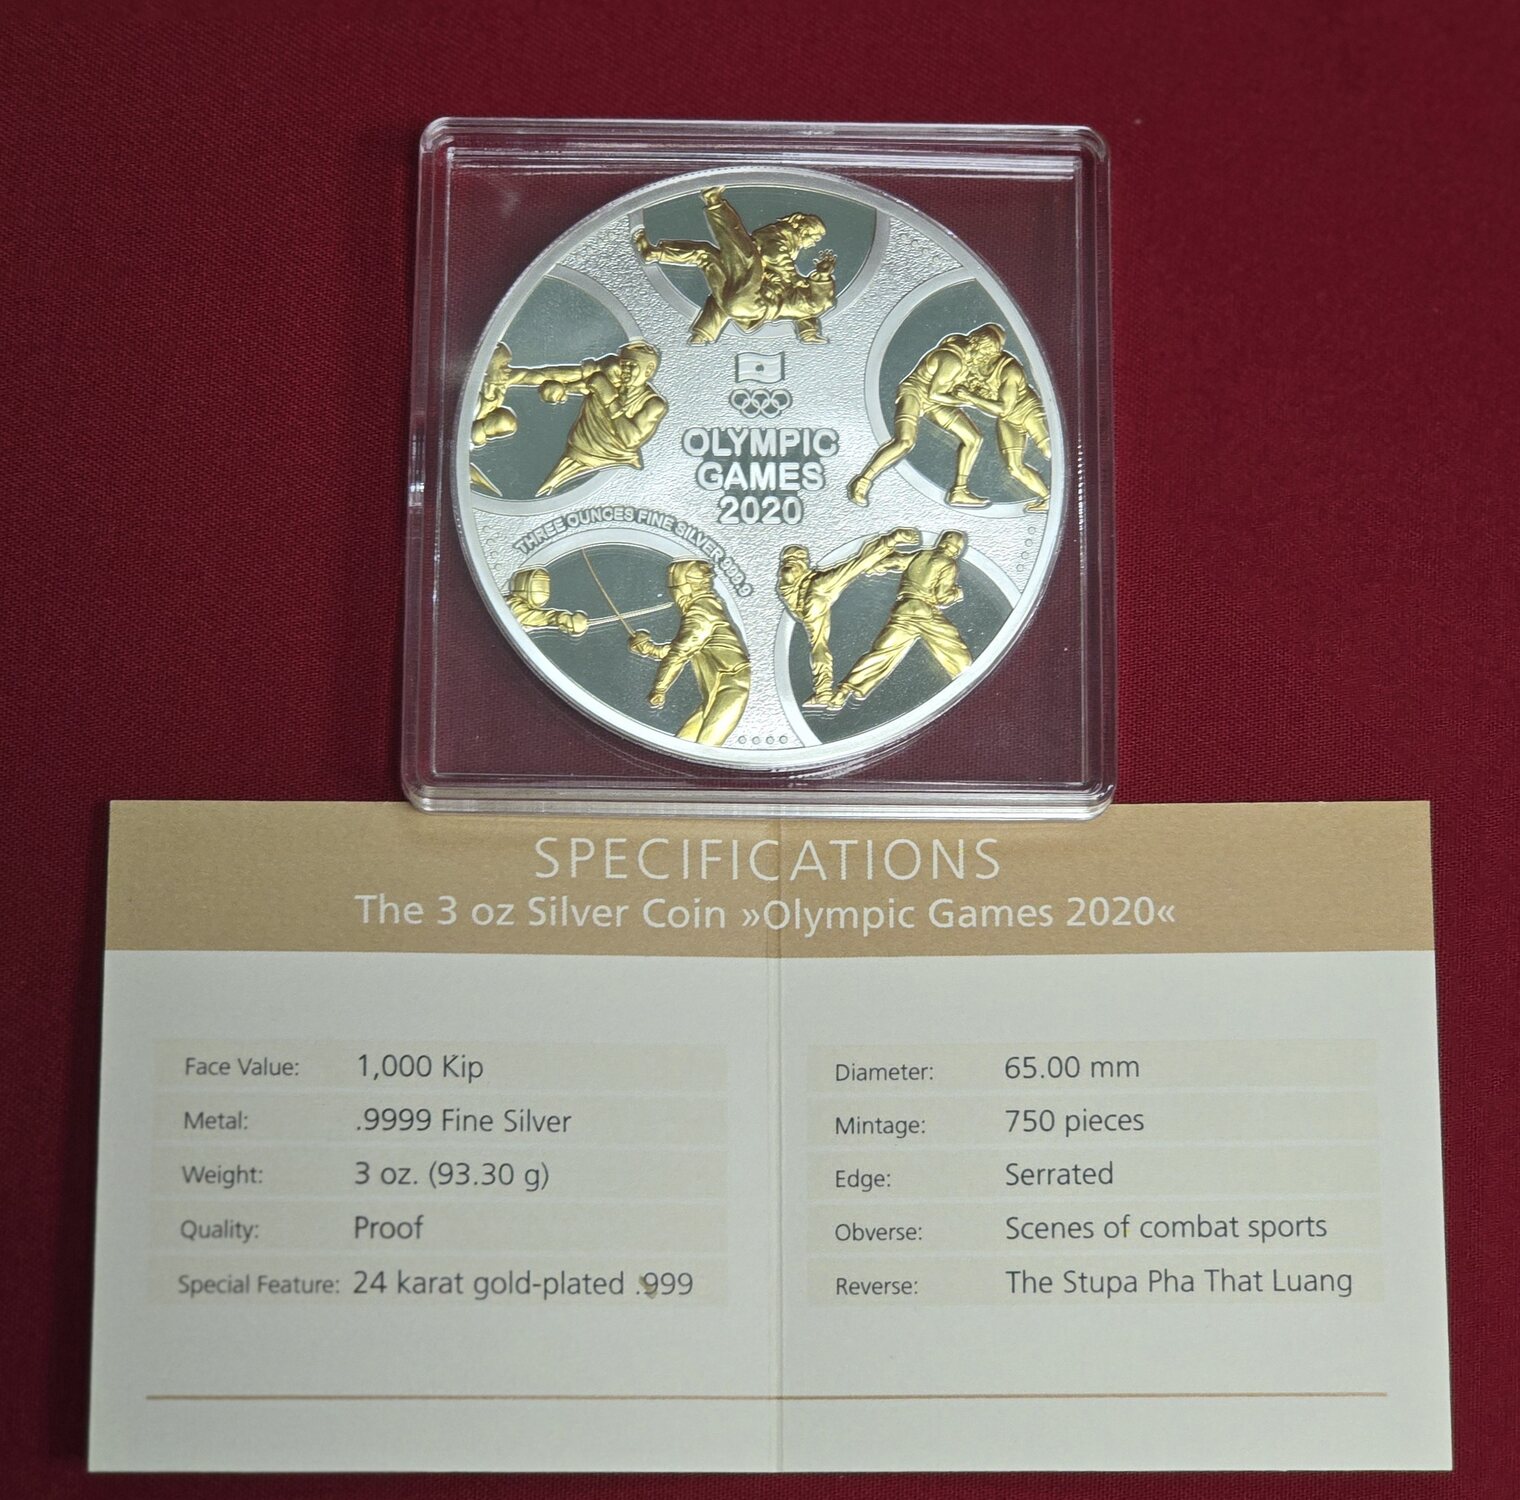 OLYMPIC
GAMES
2020
THREE OUNCES FINE SILVER 999.9
SPECIFICATIONS
The 3 oz Silver Coin »Olympic Games 2020«
Face Value: 1,000 Kip
Metal: .9999 Fine Silver
Weight: 3 oz. (93.30 g)
Quality: Proof
Special Feature: 24 karat gold-plated .999
Diameter: 65.00 mm
Mintage: 750 pieces
Edge: Serrated
Obverse: Scenes of combat sports
Reverse: The Stupa Pha That Luang